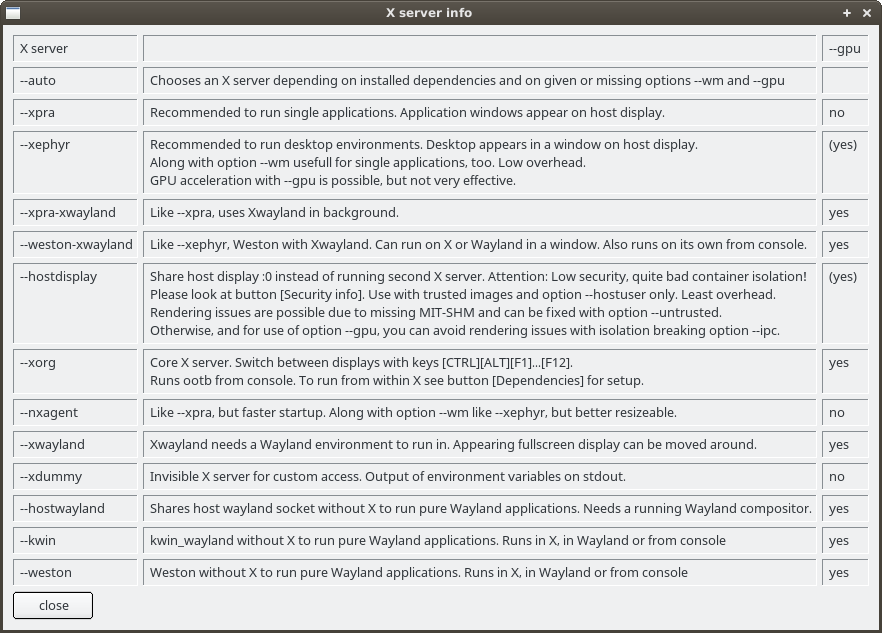 X server info
X server --gpu
--auto Chooses an X server depending on installed dependencies and on given or missing options --wm and --gpu
--xpra Recommended to run single applications. Application windows appear on host display. no
--xephyr Recommended to run desktop environments. Desktop appears in a window on host display. (yes)
Along with option --wm usefull for single applications, too. Low overhead.
GPU acceleration with --gpu is possible, but not very effective.
--xpra-xwayland Like --xpra, uses Xwayland in background. yes
--weston-xwayland Like --xephyr, Weston with Xwayland. Can run on X or Wayland in a window. Also runs on its own from console. yes
--hostdisplay Share host display :0 instead of running second X server. Attention: Low security, quite bad container isolation! (yes)
Please look at button [Security info]. Use with trusted images and option --hostuser only. Least overhead.
Rendering issues are possible due to missing MIT-SHM and can be fixed with option --untrusted.
Otherwise, and for use of option --gpu, you can avoid rendering issues with isolation breaking option --ipc.
--xorg Core X server. Switch between displays with keys [CTRL][ALT][F1]...[F12]. yes
Runs ootb from console. To run from within X see button [Dependencies] for setup.
--nxagent Like --xpra, but faster startup. Along with option --wm like --xephyr, but better resizeable. no
--xwayland Xwayland needs a Wayland environment to run in. Appearing fullscreen display can be moved around. yes
--xdummy Invisible X server for custom access. Output of environment variables on stdout. no
--hostwayland Shares host wayland socket without X to run pure Wayland applications. Needs a running Wayland compositor. yes
--kwin kwin_wayland without X to run pure Wayland applications. Runs in X, in Wayland or from console yes
--weston Weston without X to run pure Wayland applications. Runs in X, in Wayland or from console yes
close